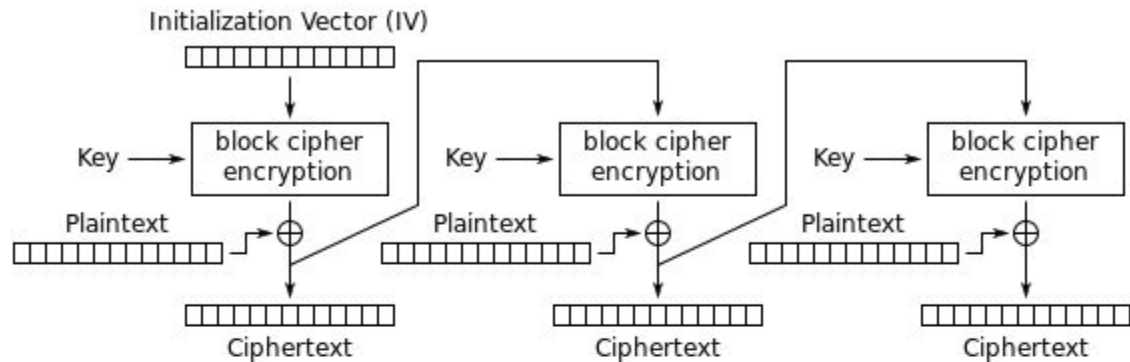 Initialization Vector (IV)
Key
block cipher
encryption
Key
block cipher
encryption
Key
block cipher
encryption
Plaintext
Plaintext
Plaintext
Ciphertext
Ciphertext
Ciphertext